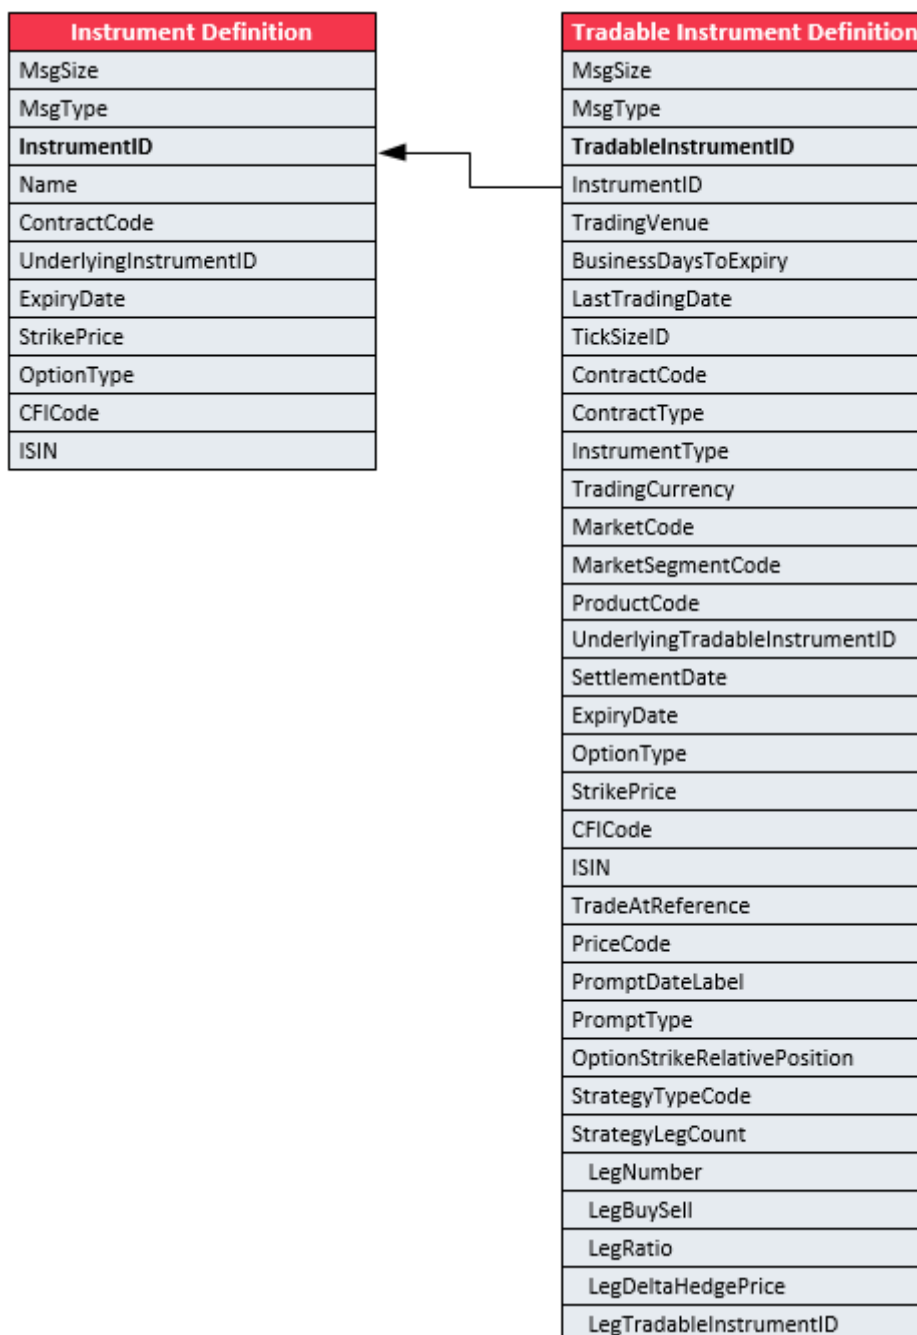 Instrument Definition
MsgSize
MsgType
InstrumentID
Name
ContractCode
UnderlyingInstrumentID
ExpiryDate
StrikePrice
OptionType
CFICode
ISIN
Tradable Instrument Definition
MsgSize
MsgType
TradableInstrumentID
InstrumentID
TradingVenue
BusinessDaysToExpiry
LastTradingDate
TickSizeID
ContractCode
ContractType
InstrumentType
TradingCurrency
MarketCode
MarketSegmentCode
ProductCode
UnderlyingTradableInstrumentID
SettlementDate
ExpiryDate
OptionType
StrikePrice
CFICode
ISIN
TradeAtReference
PriceCode
PromptDateLabel
PromptType
OptionStrikeRelativePosition
StrategyTypeCode
StrategyLegCount
LegNumber
LegBuySell
LegRatio
LegDeltaHedgePrice
LegTradableInstrumentID